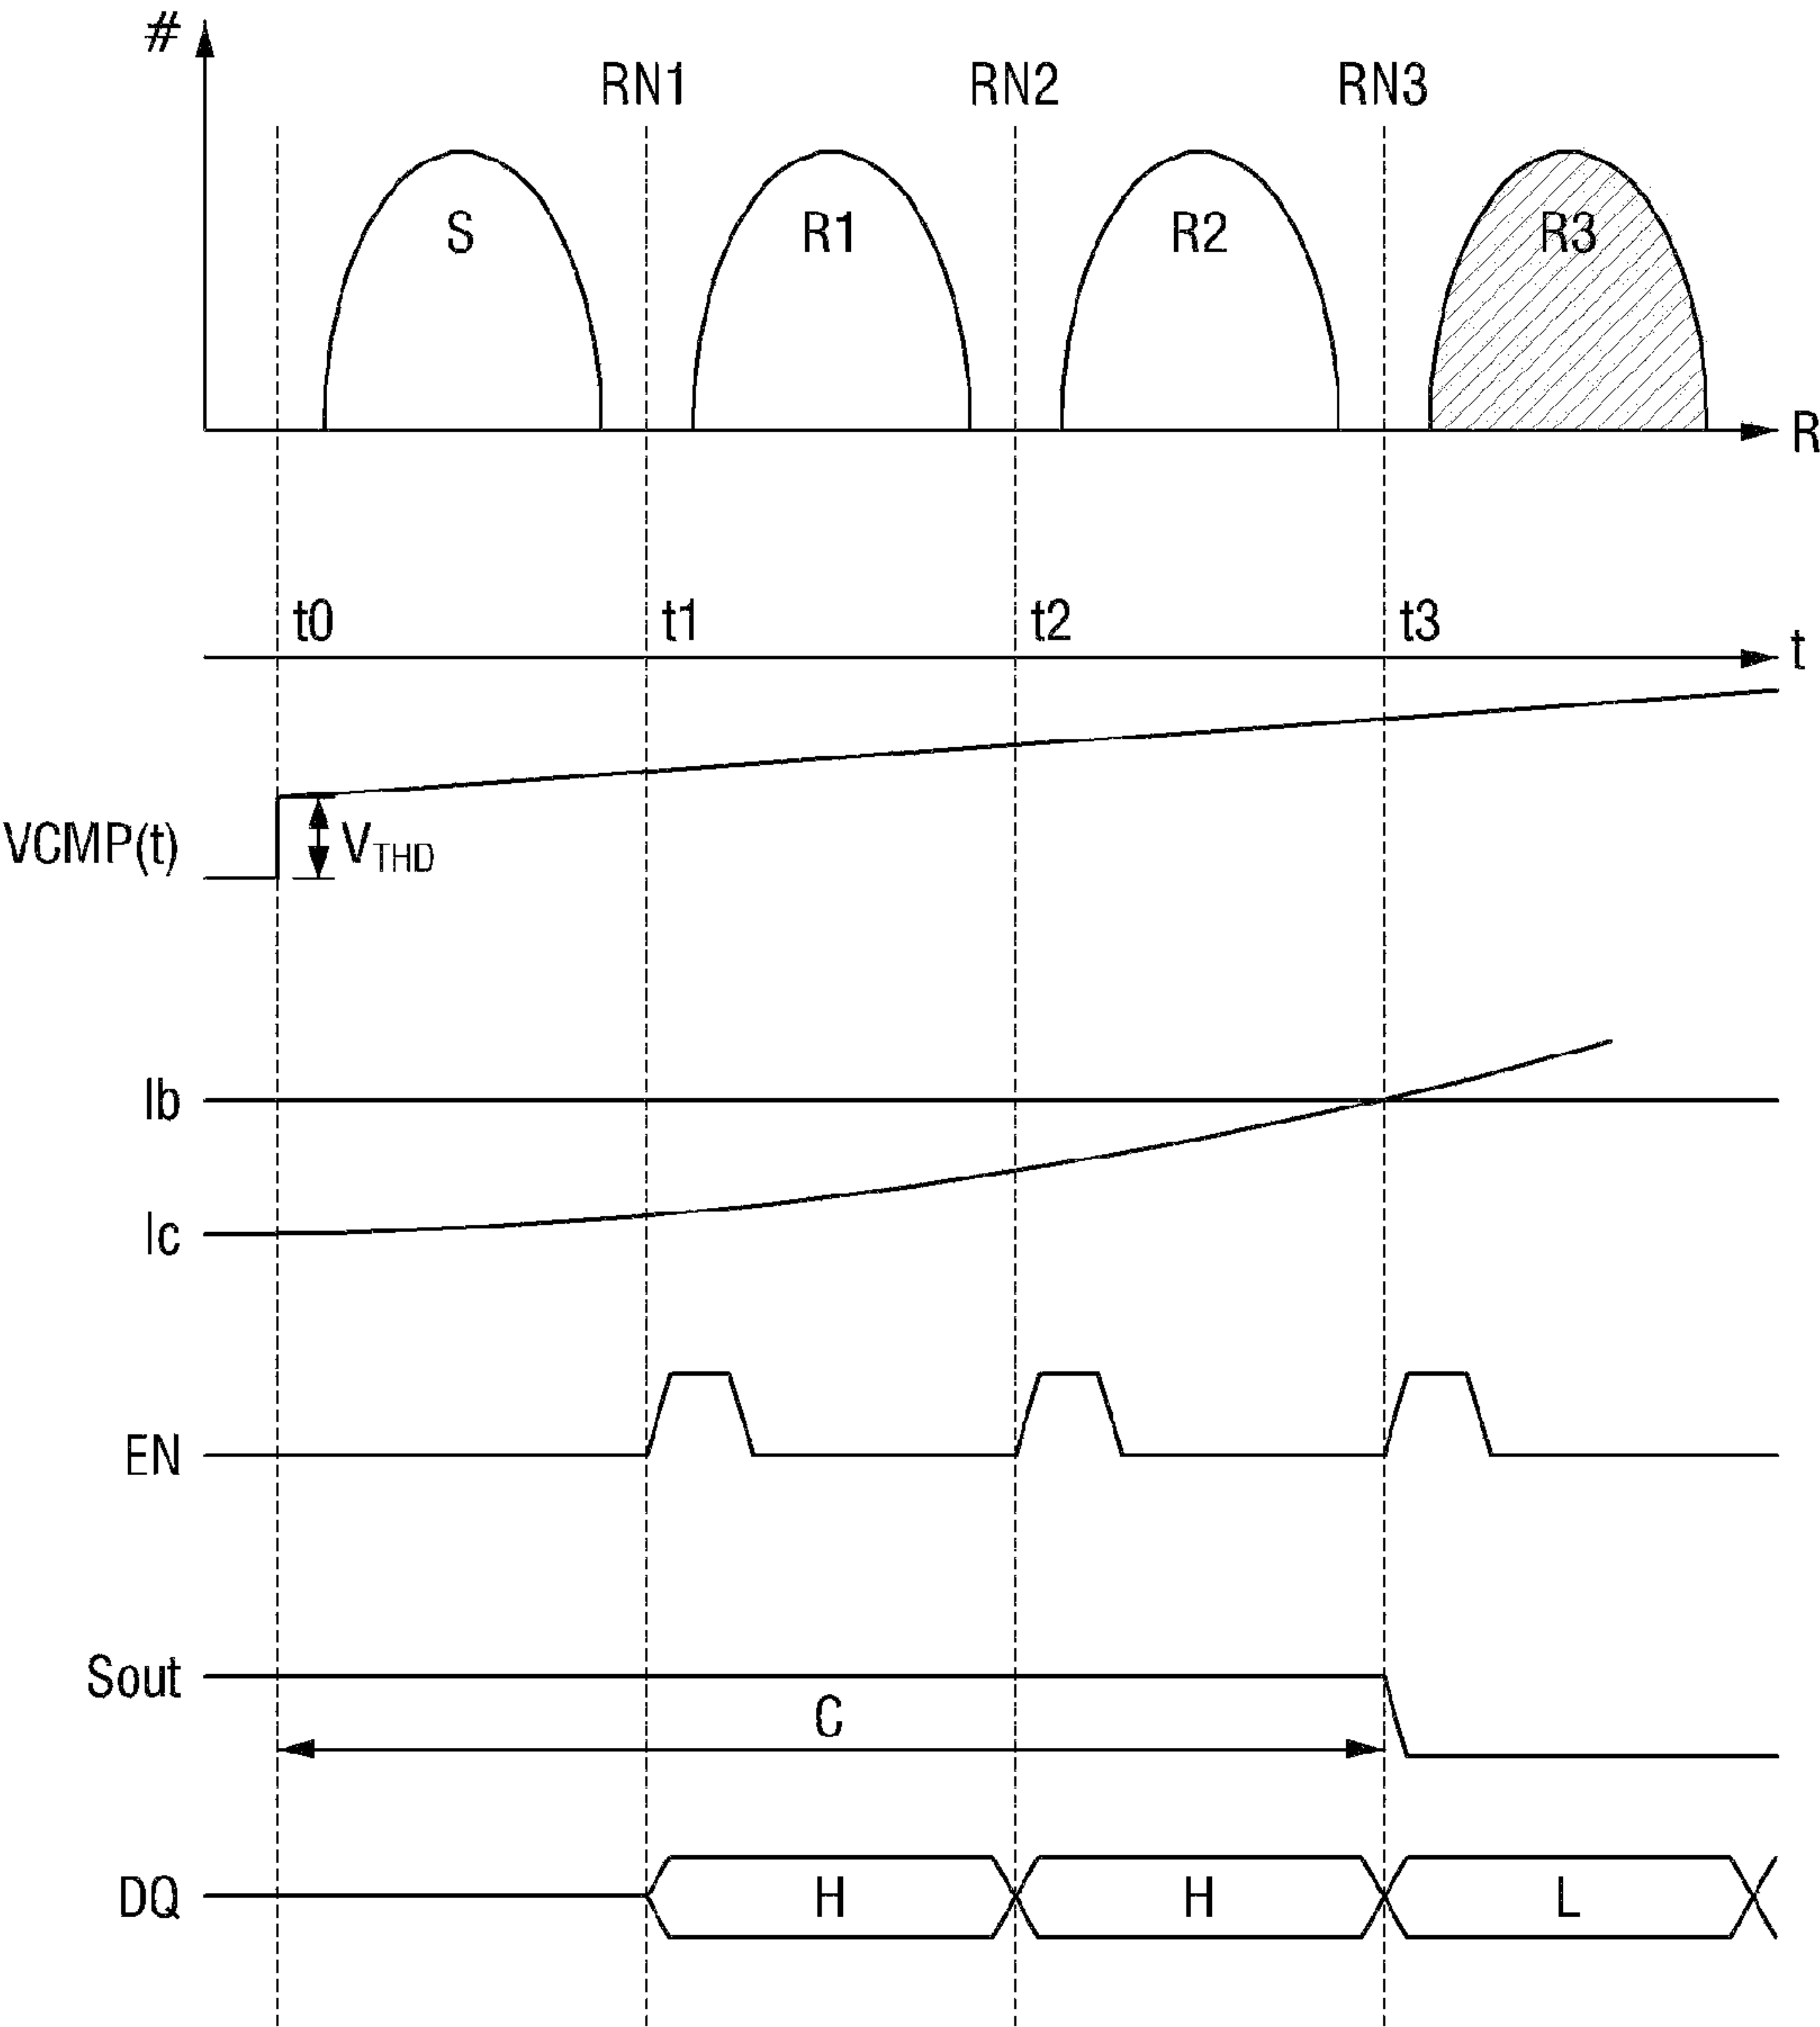 #
RN1 RN2 RN3
S R1 R2 R3
R
t0 t1 t2 t3
t
VCMP(t) VTHD
Ib
Ic
EN
Sout
C
DQ H H L